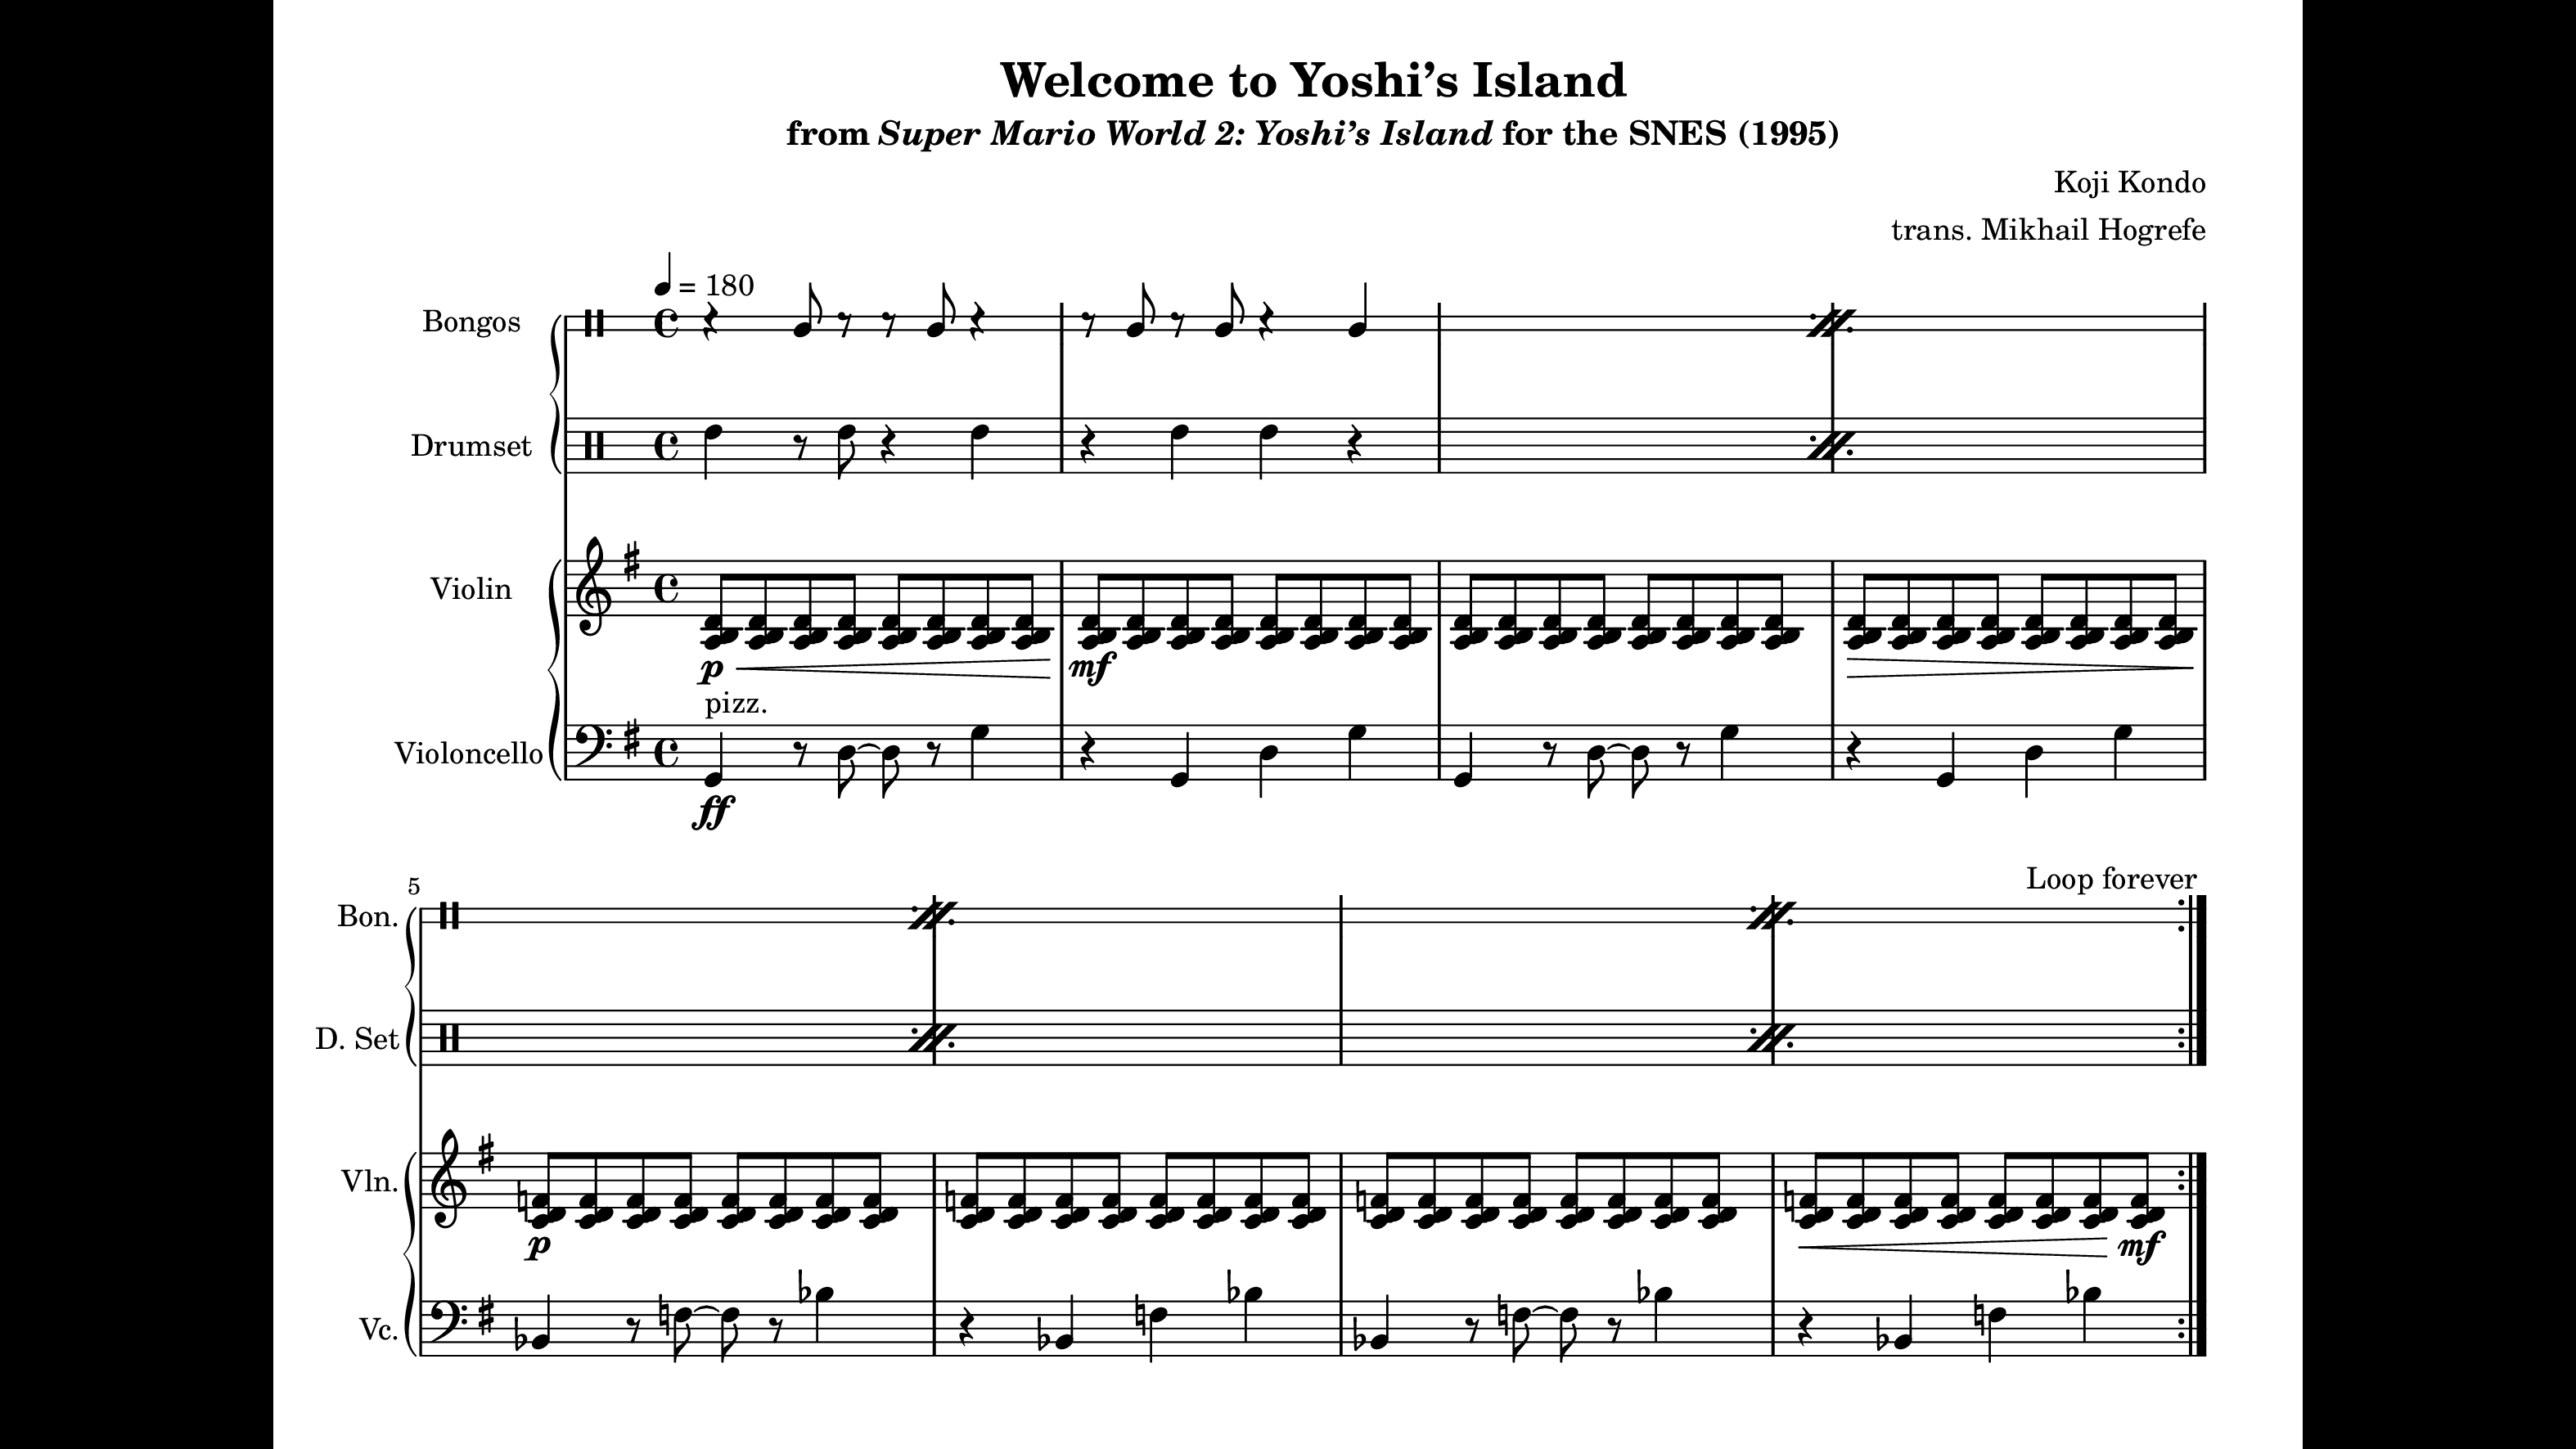 Welcome to Yoshi’s Island
from Super Mario World 2: Yoshi’s Island for the SNES (1995)
Koji Kondo
trans. Mikhail Hogrefe
= 180
Bongos
Drumset
Violin
p
mf
pizz.
Violoncello
ff
5
Loop forever
Bon.
D. Set
Vln.
p
mf
Vc.